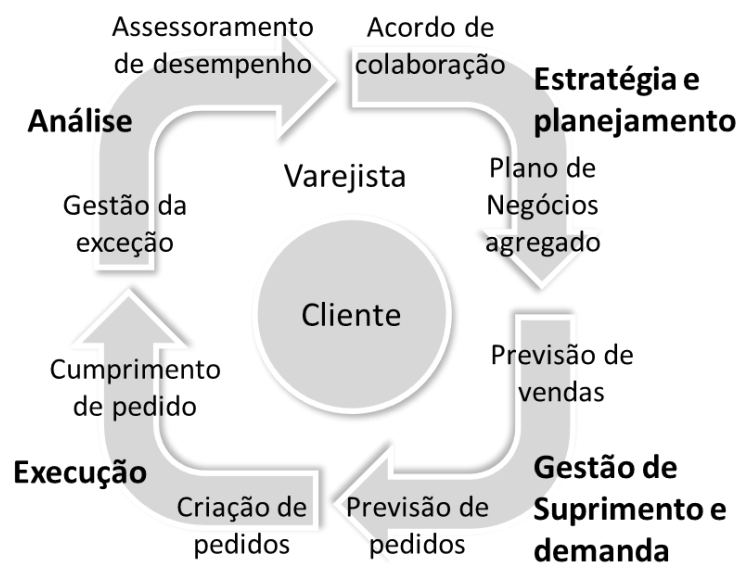 Assessoramento
de desempenho
Acordo de
colaboração
Estratégia e
planejamento
Análise
Varejista
Plano de
Negócios
agregado
Gestão da
exceção
Cliente
Previsão de
vendas
Cumprimento
de pedido
Execução
Gestão de
Suprimento e
demanda
Criação de
pedidos
Previsão de
pedidos